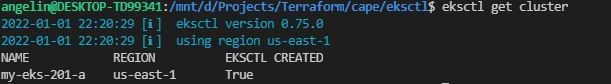 angelin@DESKTOP-TD99341:/mnt/d/Projects/Terraform/cape/eksctl$ eksctl get cluster
2022-01-01 22:20:29 [ℹ]  eksctl version 0.75.0
2022-01-01 22:20:29 [ℹ]  using region us-east-1
NAME REGION EKSCTL CREATED
my-eks-201-a us-east-1 True